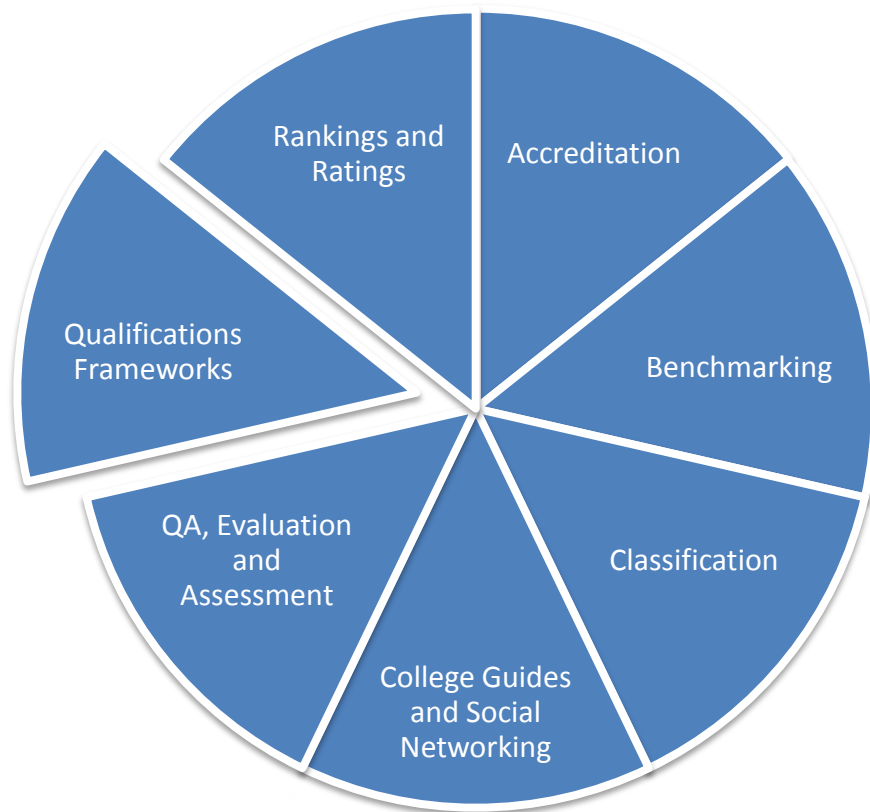 Rankings and
Ratings
Accreditation
Qualifications
Frameworks
Benchmarking
QA, Evaluation
and
Assessment
Classification
College Guides
and Social
Networking